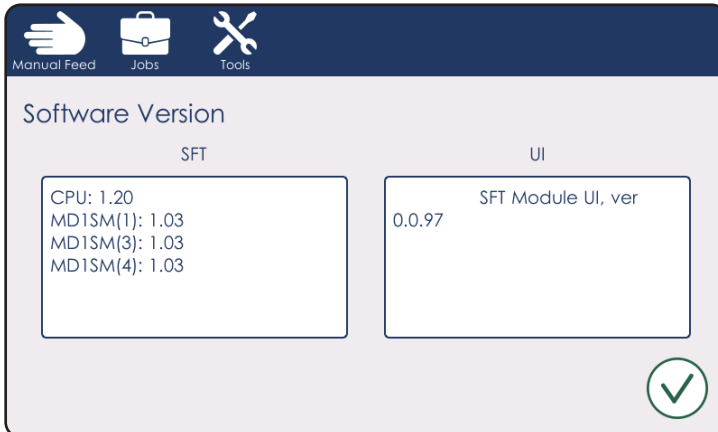 Manual Feed
Jobs
Tools
Software Version
SFT
CPU: 1.20
MD1SM(1): 1.03
MD1SM(3): 1.03
MD1SM(4): 1.03
UI
SFT Module UI, ver
0.0.97